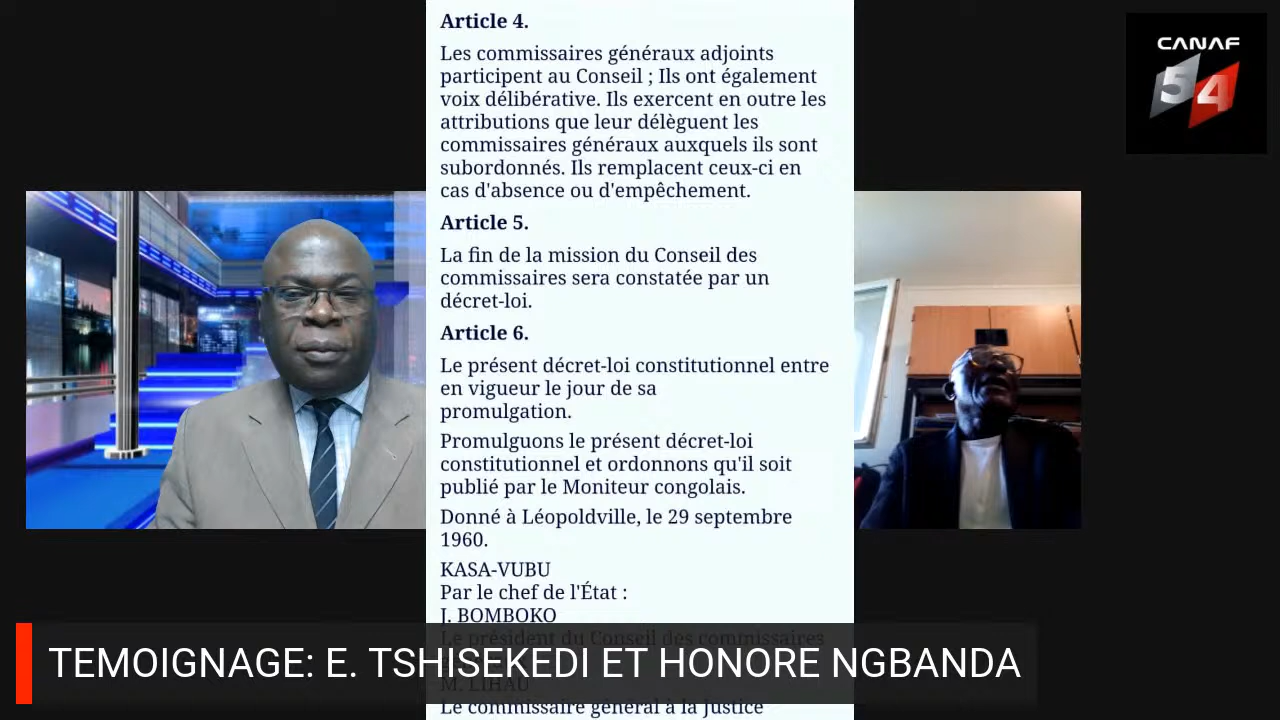 Article 4.
Les commissaires généraux adjoints
participent au Conseil ; Ils ont également
voix délibérative. Ils exercent en outre les
attributions que leur délèguent les
commissaires généraux auxquels ils sont
subordonnés. Ils remplacent ceux-ci en
cas d'absence ou d'empêchement.
Article 5.
La fin de la mission du Conseil des
commissaires sera constatée par un
décret-loi.
Article 6.
Le présent décret-loi constitutionnel entre
en vigueur le jour de sa
promulgation.
Promulguons le présent décret-loi
constitutionnel et ordonnons qu'il soit
publié par le Moniteur congolais.
Donné à Léopoldville, le 29 septembre
1960.
KASA-VUBU
Par le chef de l'État :
J. BOMBOKO
Le président du Conseil des commissaires
M. LIHAU
Le commissaire général à la justice
CANAF
54
TEMOIGNAGE: E. TSHISEKEDI ET HONORE NGBANDA